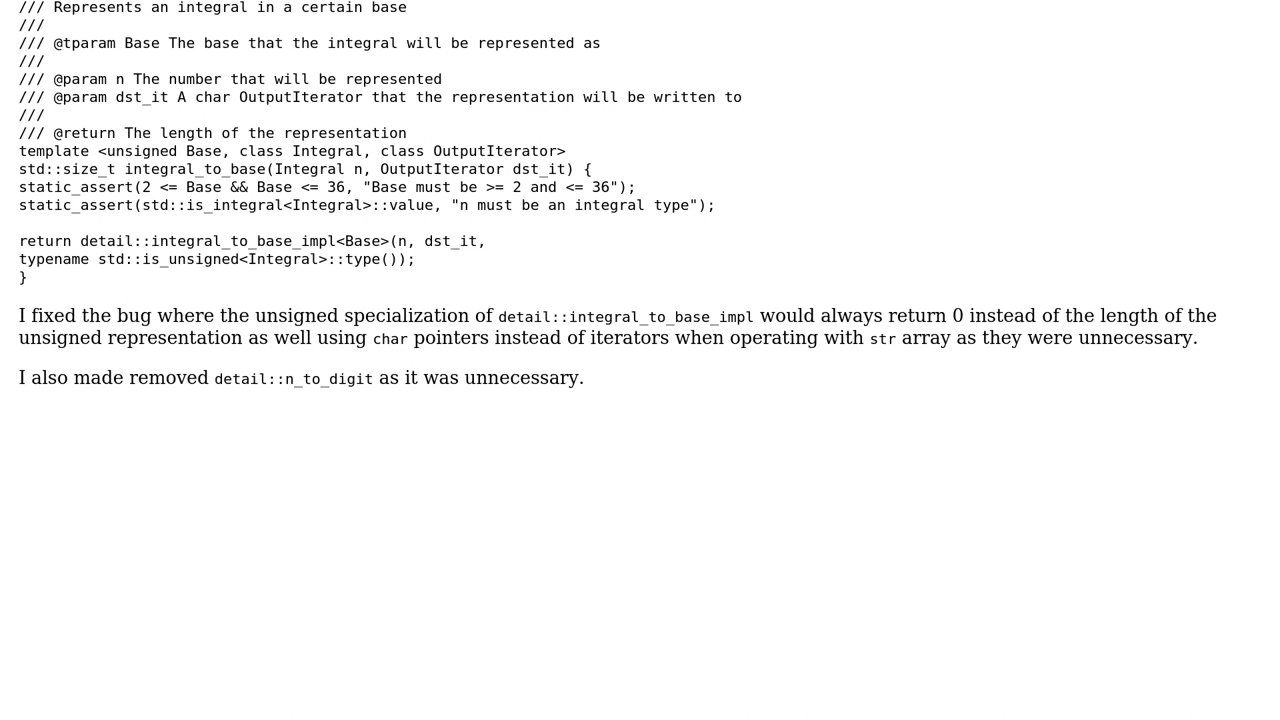 /// Represents an integral in a certain base
///
/// @tparam Base The base that the integral will be represented as
///
/// @param n The number that will be represented
/// @param dst_it A char OutputIterator that the representation will be written to
///
/// @return The length of the representation
template <unsigned Base, class Integral, class OutputIterator>
std::size_t integral_to_base(Integral n, OutputIterator dst_it) {
static_assert(2 <= Base && Base <= 36, "Base must be >= 2 and <= 36");
static_assert(std::is_integral<Integral>::value, "n must be an integral type");

return detail::integral_to_base_impl<Base>(n, dst_it,
typename std::is_unsigned<Integral>::type());
}

I fixed the bug where the unsigned specialization of detail::integral_to_base_impl would always return 0 instead of the length of the
unsigned representation as well using char pointers instead of iterators when operating with str array as they were unnecessary.

I also made removed detail::n_to_digit as it was unnecessary.